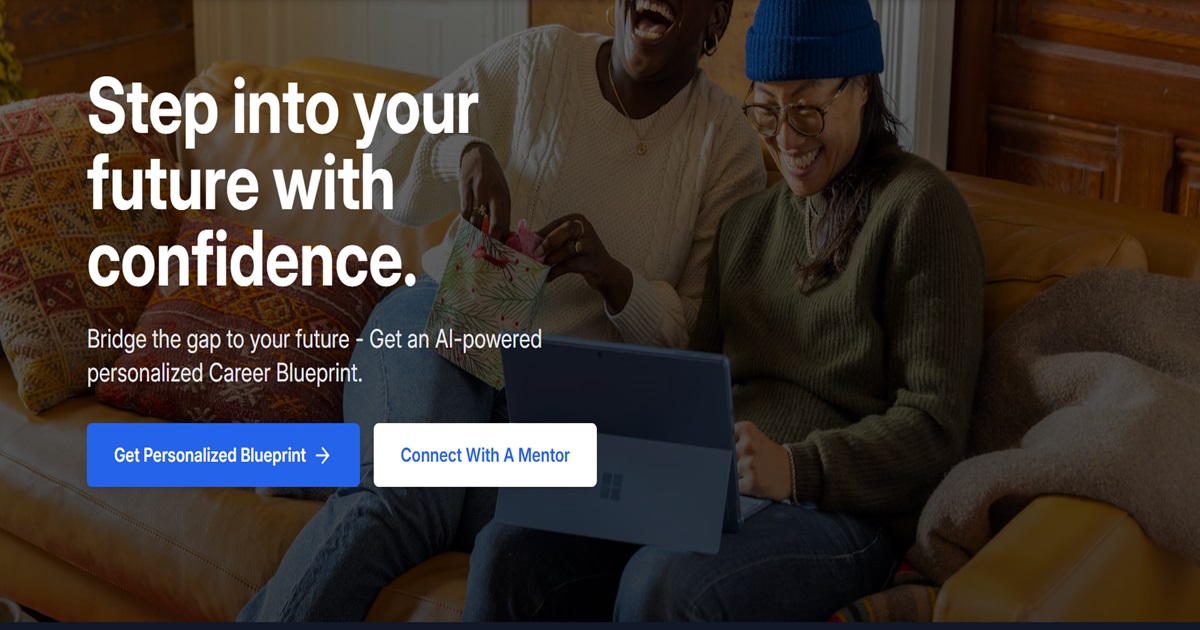 Step into your
future with
confidence.
Bridge the gap to your future - Get an AI-powered
personalized Career Blueprint.
Get Personalized Blueprint →
Connect With A Mentor